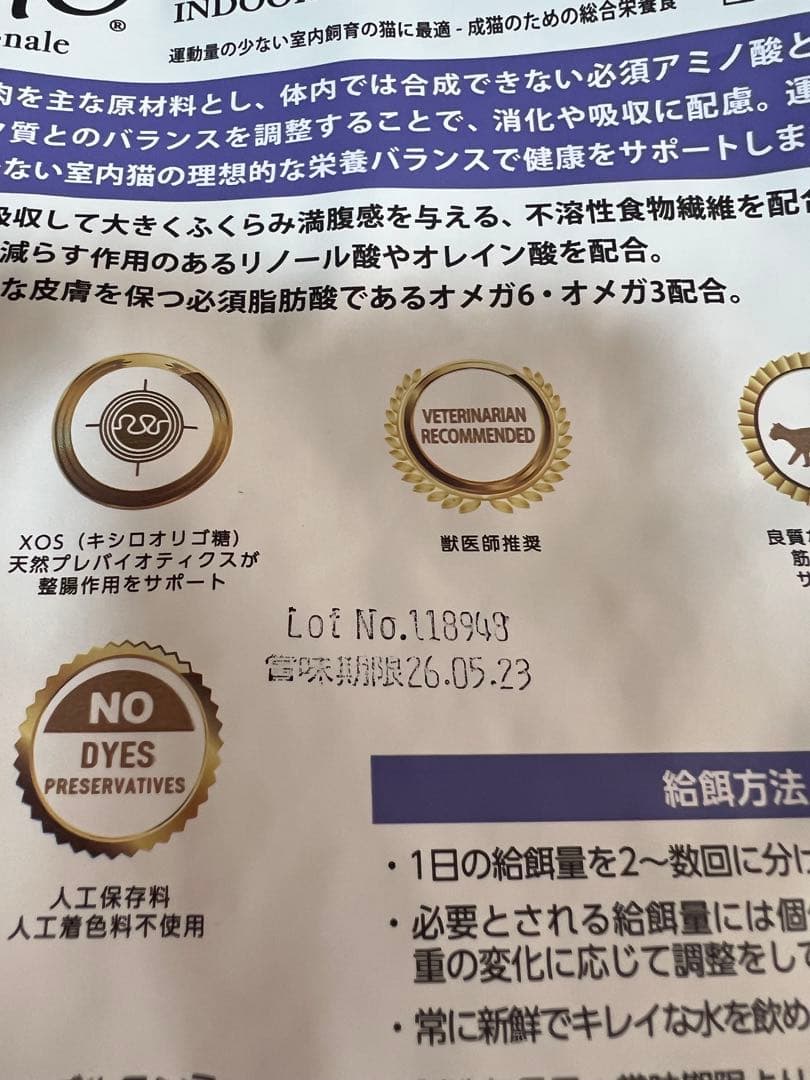 ®
nale
INDOOR
運動量の少ない室内飼育の猫に最適 - 成猫のための総合栄養食
肉を主な原材料とし、体内では合成できない必須アミノ酸と
質とのバランスを調整することで、消化や吸収に配慮。運
ない室内猫の理想的な栄養バランスで健康をサポートしま
吸収して大きくふくらみ満腹感を与える、不溶性食物繊維を配合
減らす作用のあるリノール酸やオレイン酸を配合。
な皮膚を保つ必須脂肪酸であるオメガ6・オメガ3配合。
VETERINARIAN
RECOMMENDED
XOS（キシロオリゴ糖）
天然プレバイオティクスが
整腸作用をサポート
獣医師推奨
良質
筋
サ
Lot No.118949
賞味期限26.05.23
NO
DYES
PRESERVATIVES
人工保存料
人工着色料不使用
給餌方法
・1日の給餌量を2〜数回に分け
・必要とされる給餌量には個
重の変化に応じて調整をして
・常に新鮮でキレイな水を飲め